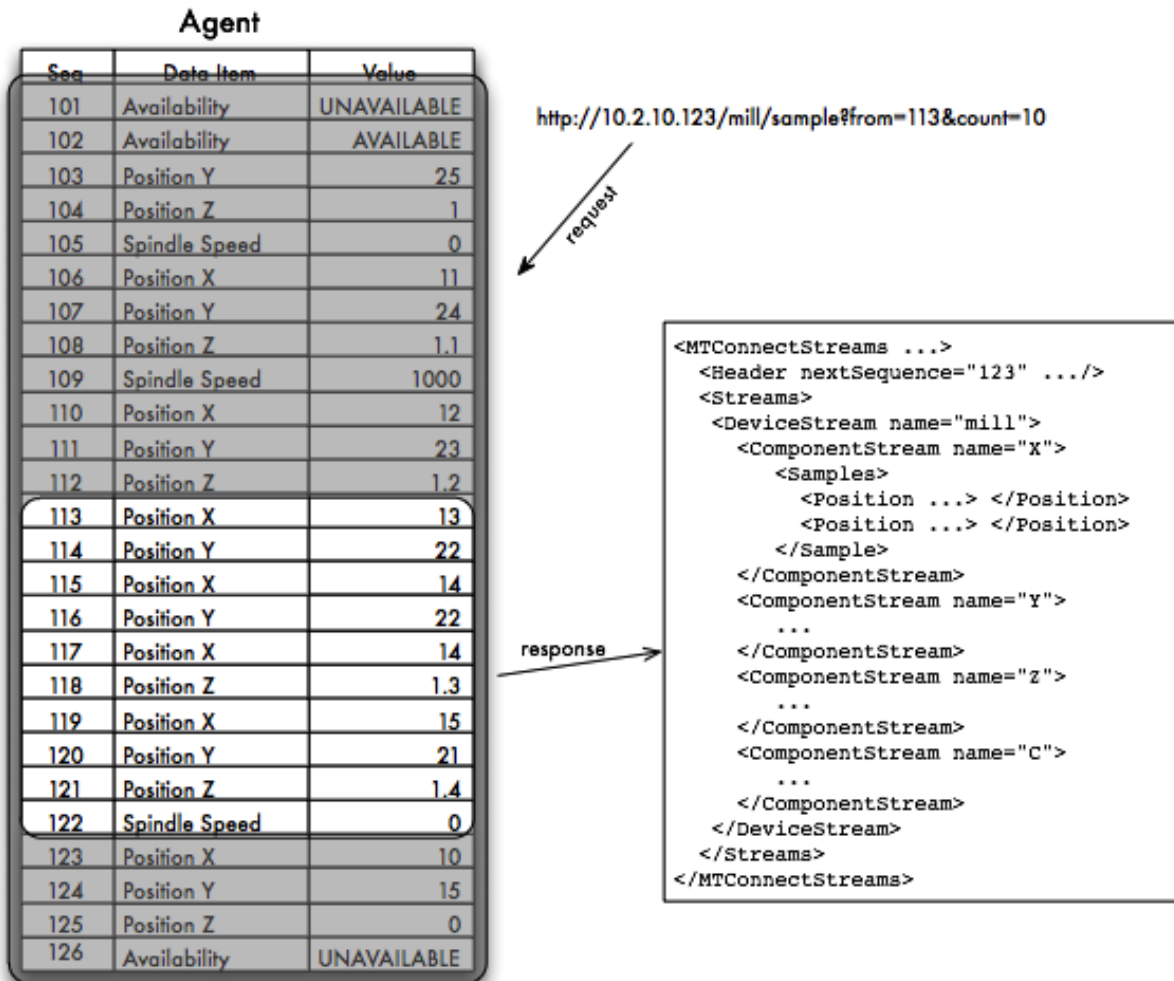 Agent
Seq Data Item Value
101 Availability UNAVAILABLE
102 Availability AVAILABLE
103 Position Y 25
104 Position Z 1
105 Spindle Speed 0
106 Position X 11
107 Position Y 24
108 Position Z 1.1
109 Spindle Speed 1000
110 Position X 12
111 Position Y 23
112 Position Z 1.2
113 Position X 13
114 Position Y 22
115 Position X 14
116 Position Y 22
117 Position X 14
118 Position Z 1.3
119 Position X 15
120 Position Y 21
121 Position Z 1.4
122 Spindle Speed 0
123 Position X 10
124 Position Y 15
125 Position Z 0
126 Availability UNAVAILABLE
http://10.2.10.123/mill/sample?from=113&count=10
request
response
<MTConnectStreams ...>
<Header nextSequence="123" .../>
<Streams>
<DeviceStream name="mill">
<ComponentStream name="X">
<Samples>
<Position ...> </Position>
<Position ...> </Position>
</Sample>
</ComponentStream>
<ComponentStream name="Y">
...
</ComponentStream>
<ComponentStream name="Z">
...
</ComponentStream>
<ComponentStream name="C">
...
</ComponentStream>
</DeviceStream>
</Streams>
</MTConnectStreams>